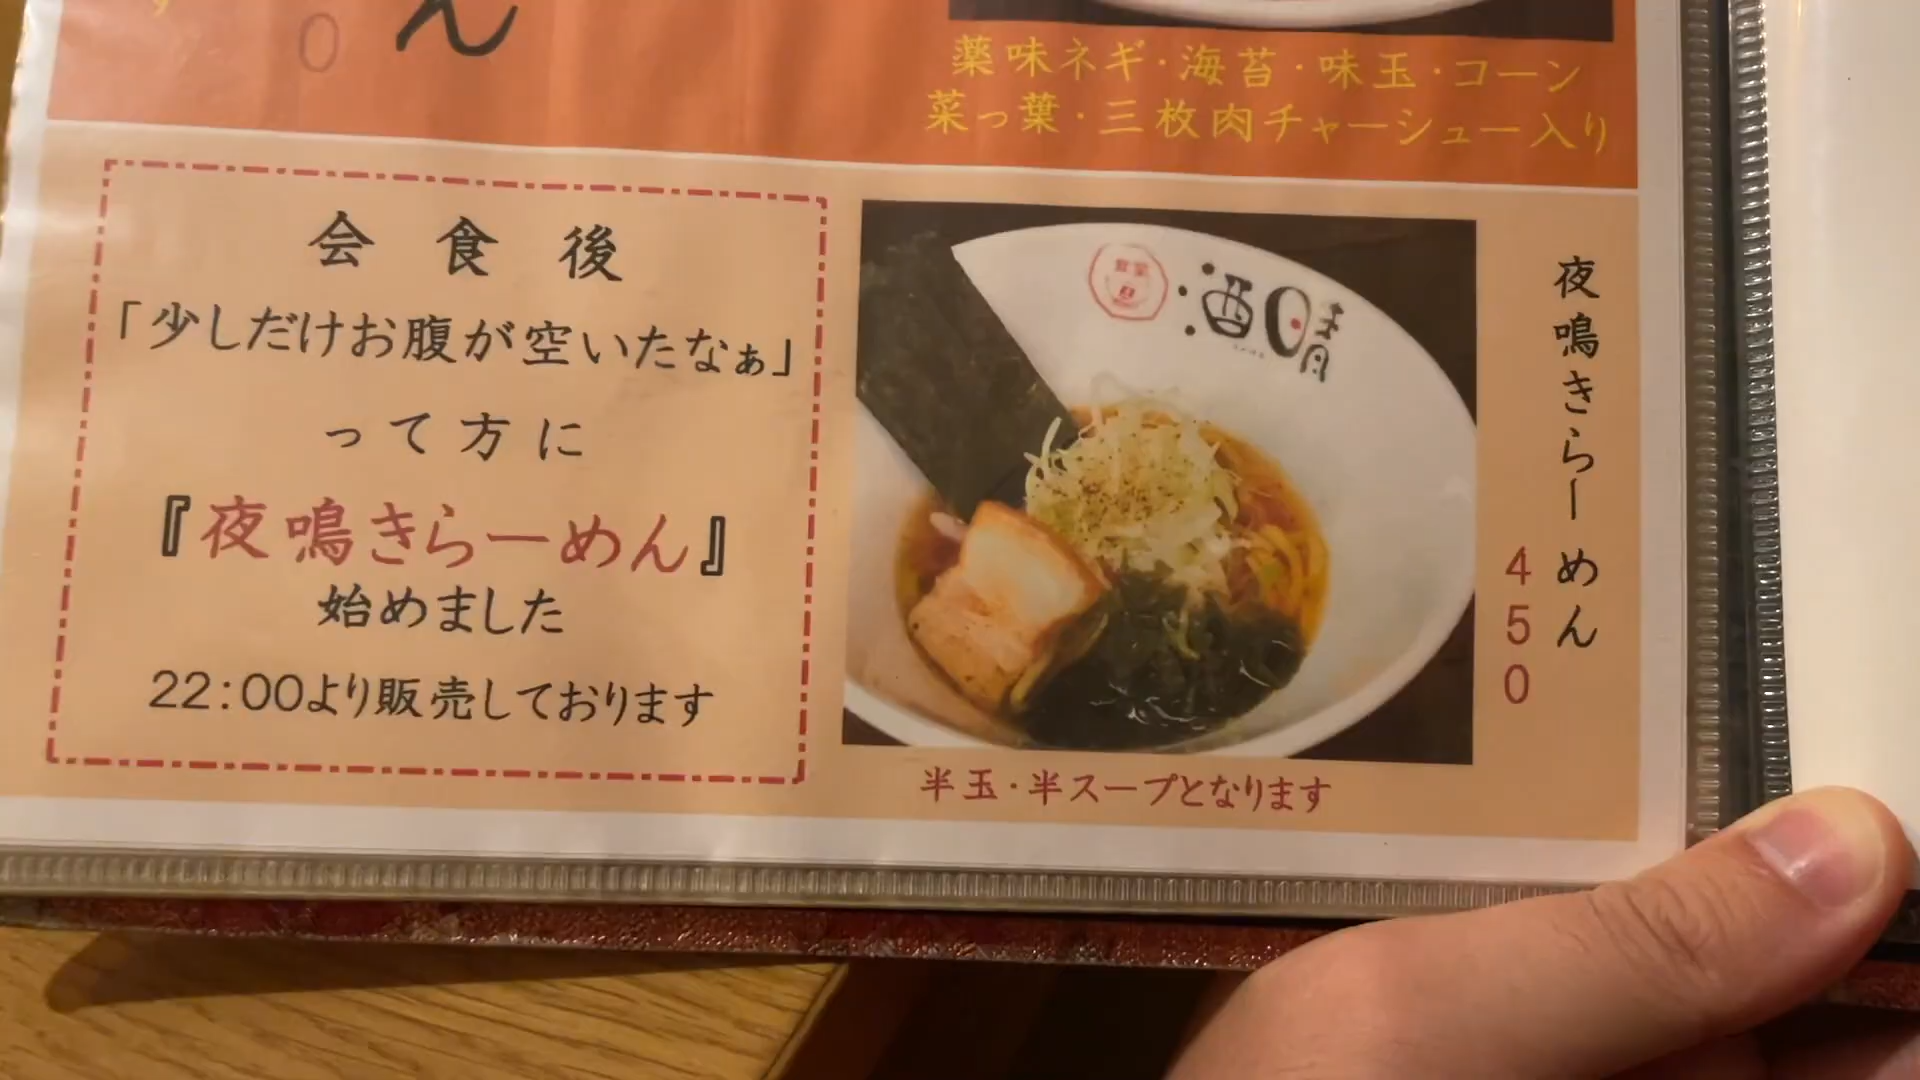 ん
0
薬味ネギ・海苔・味玉・コーン
菜っ葉・三枚肉チャーシュー入り
会食後
「少しだけお腹が空いたなぁ」
って方に
『夜鳴きらーめん』
始めました
22:00より販売しております
酒晴
夜鳴きらーめん
450
半玉・半スープとなります